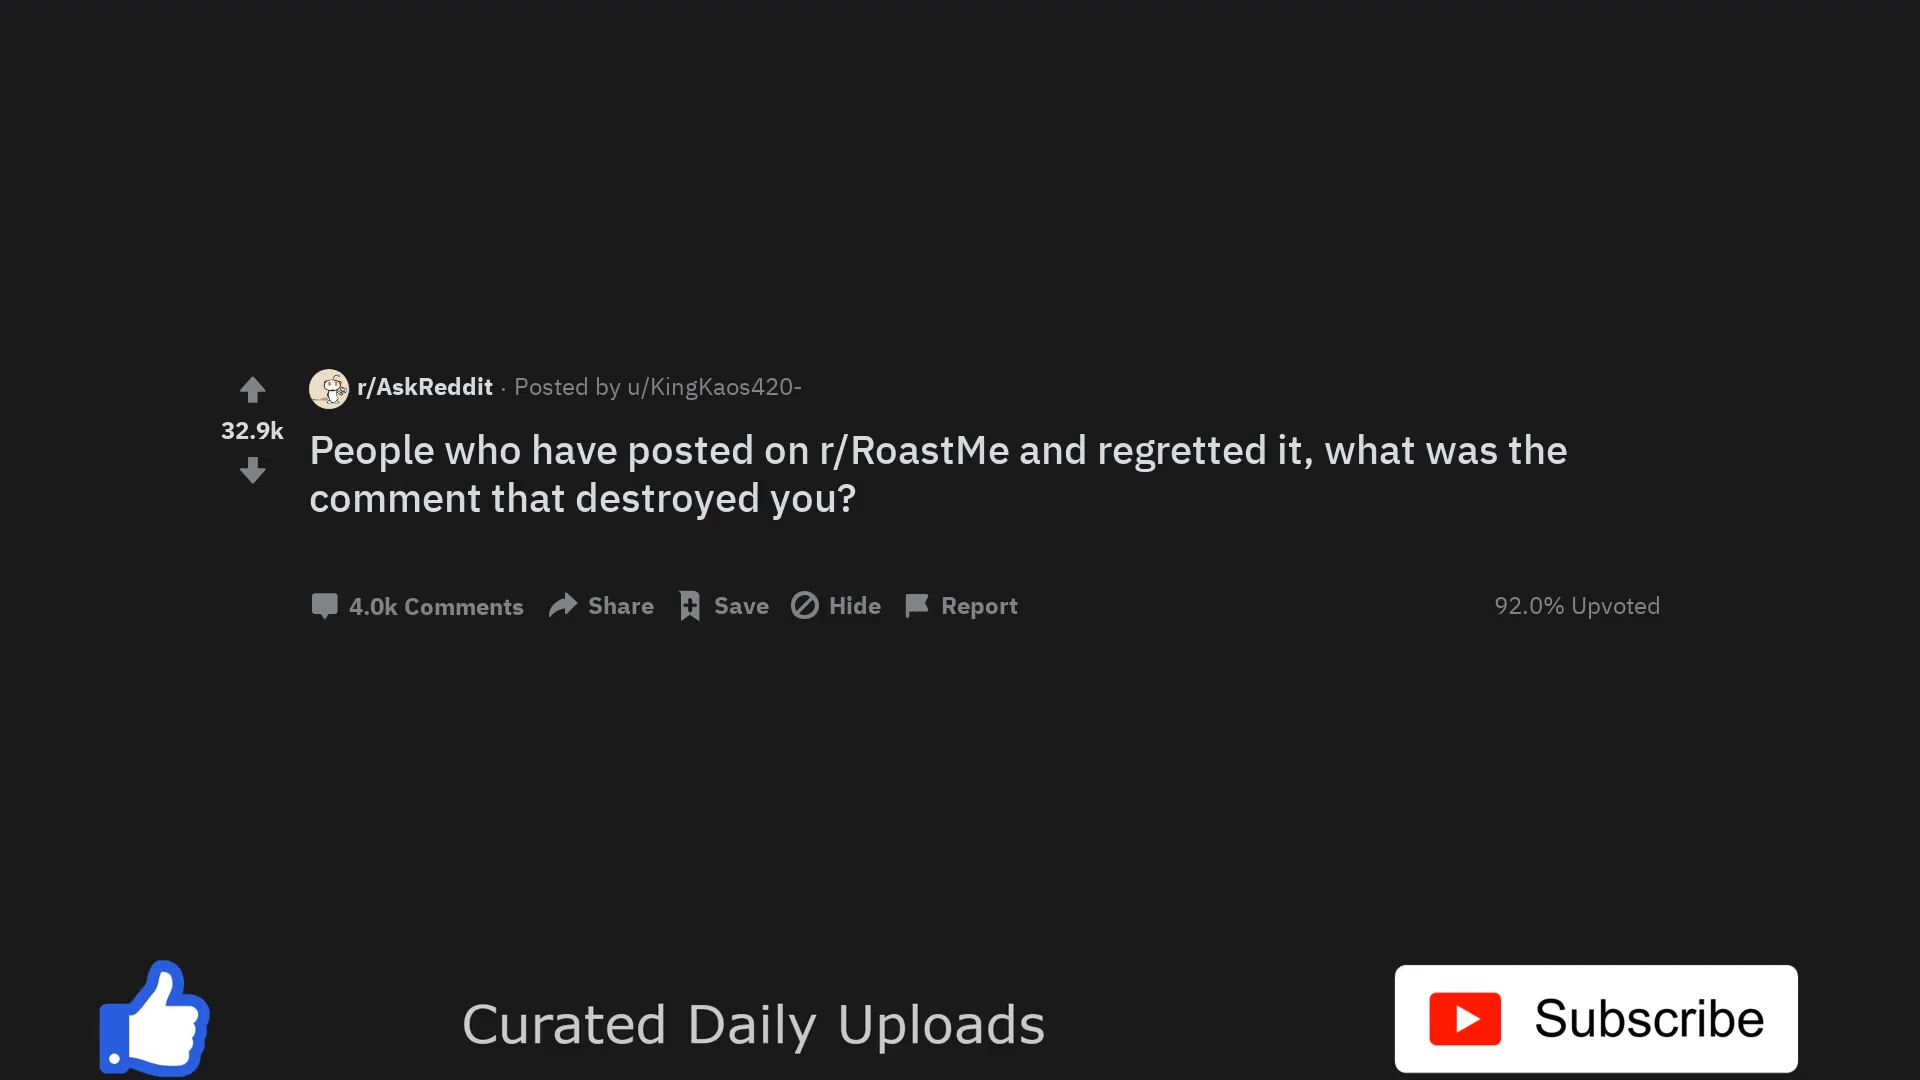 r/AskReddit · Posted by u/KingKaos420-
32.9k
People who have posted on r/RoastMe and regretted it, what was the
comment that destroyed you?
4.0k Comments Share Save Hide Report 92.0% Upvoted
Curated Daily Uploads
Subscribe